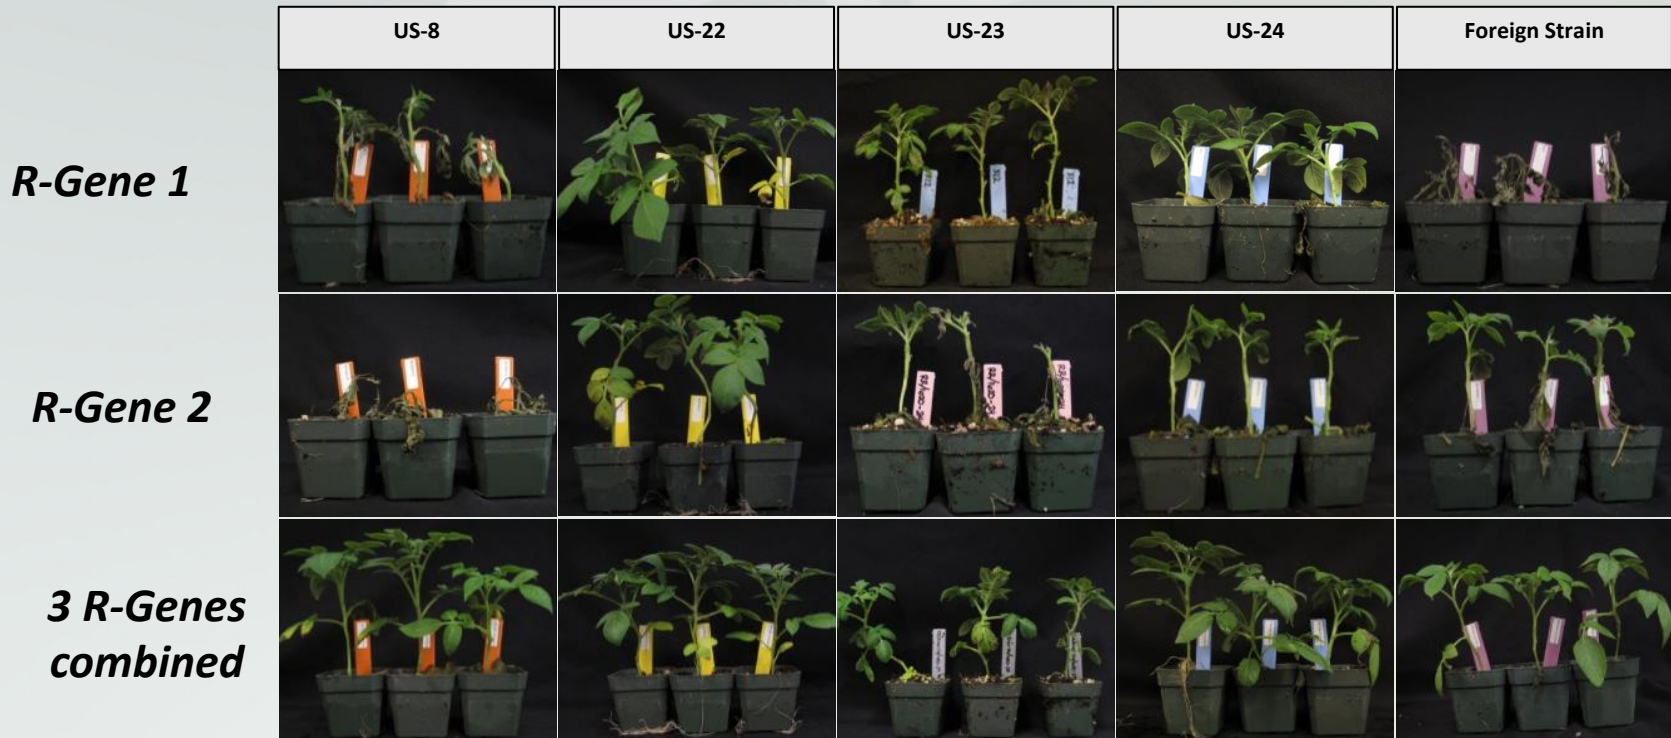 US-8
US-22
US-23
US-24
Foreign Strain
R-Gene 1
R-Gene 2
3 R-Genes
combined